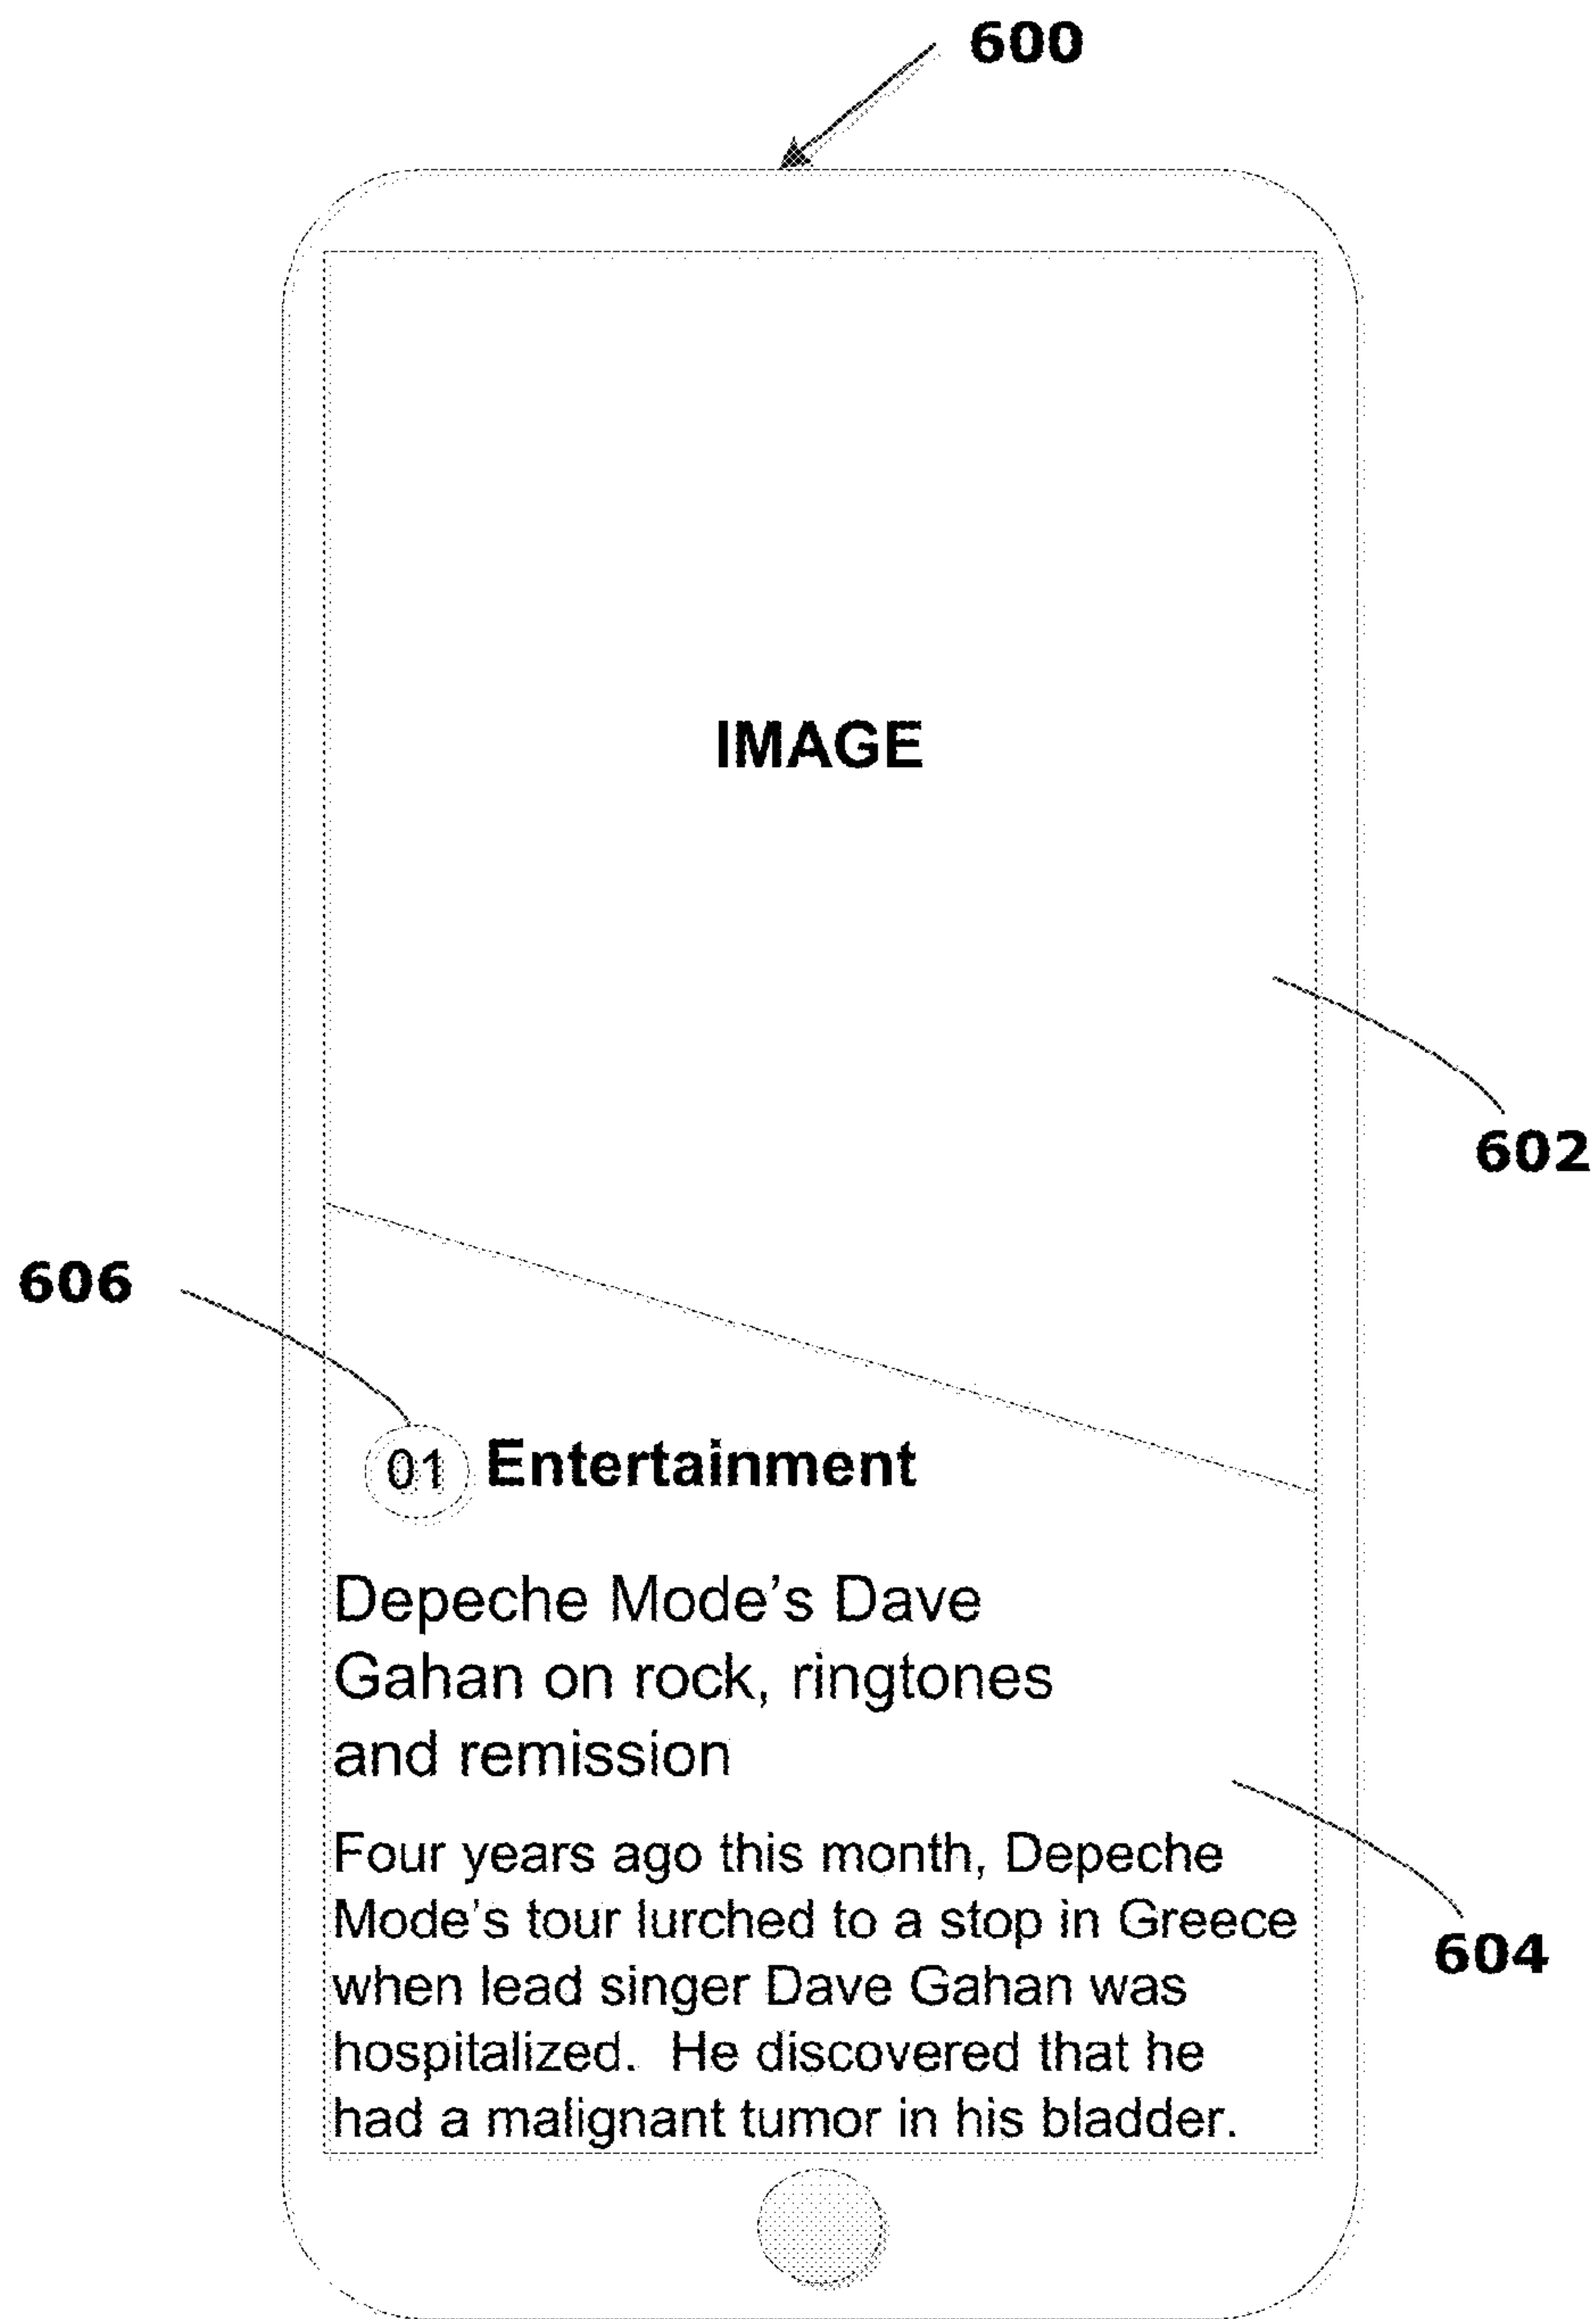 600
IMAGE
602
606
01 Entertainment
Depeche Mode's Dave
Gahan on rock, ringtones
and remission
Four years ago this month, Depeche
Mode's tour lurched to a stop in Greece
604
when lead singer Dave Gahan was
hospitalized.  He discovered that he
had a malignant tumor in his bladder.